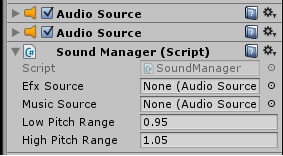 Audio Source
Audio Source
Sound Manager (Script)
Script SoundManager
Efx Source None (Audio Source
Music Source None (Audio Source
Low Pitch Range 0.95
High Pitch Range 1.05